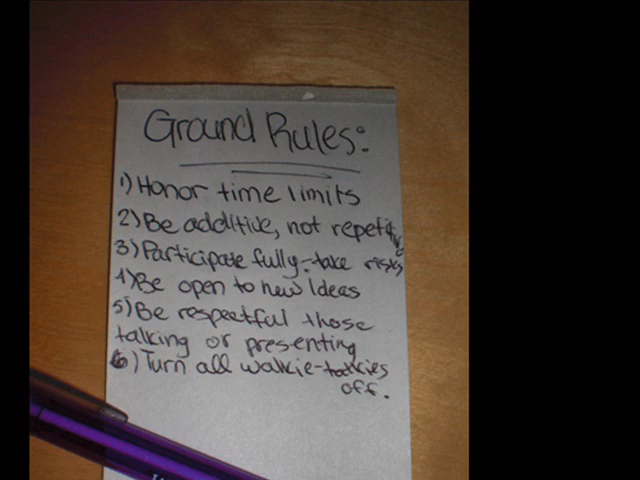 Ground Rules:
1) Honor time limits
2) Be additive, not repetitive
3) Participate fully-take risks
4) Be open to new Ideas
5) Be respectful those
talking or presenting
6) Turn all walkie-talkies
off.